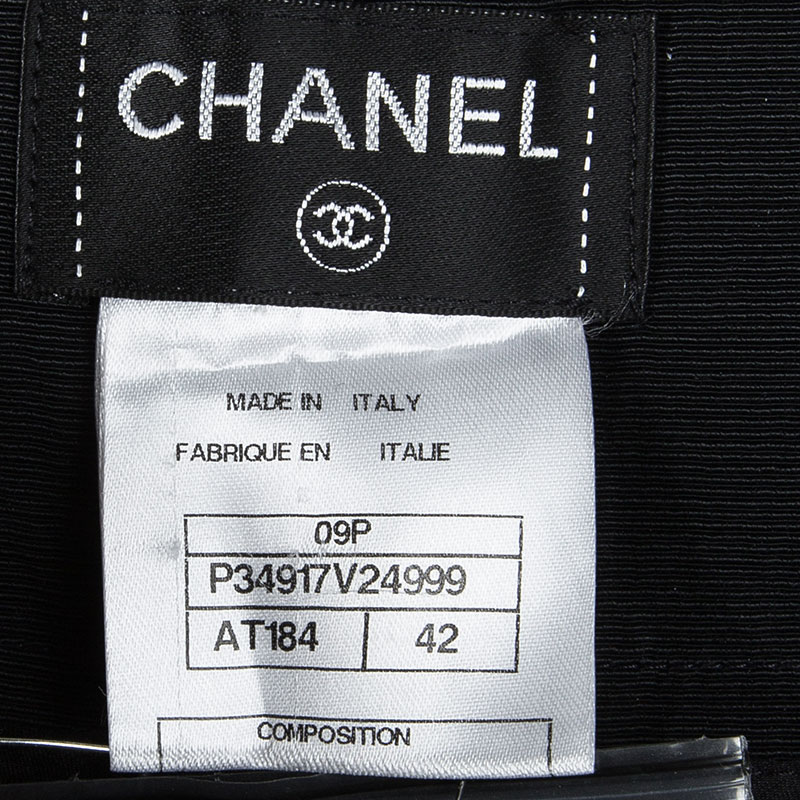 CHANEL
MADE IN ITALY
FABRIQUE EN ITALIE
09P
P34917V24999
AT184 42
COMPOSITION